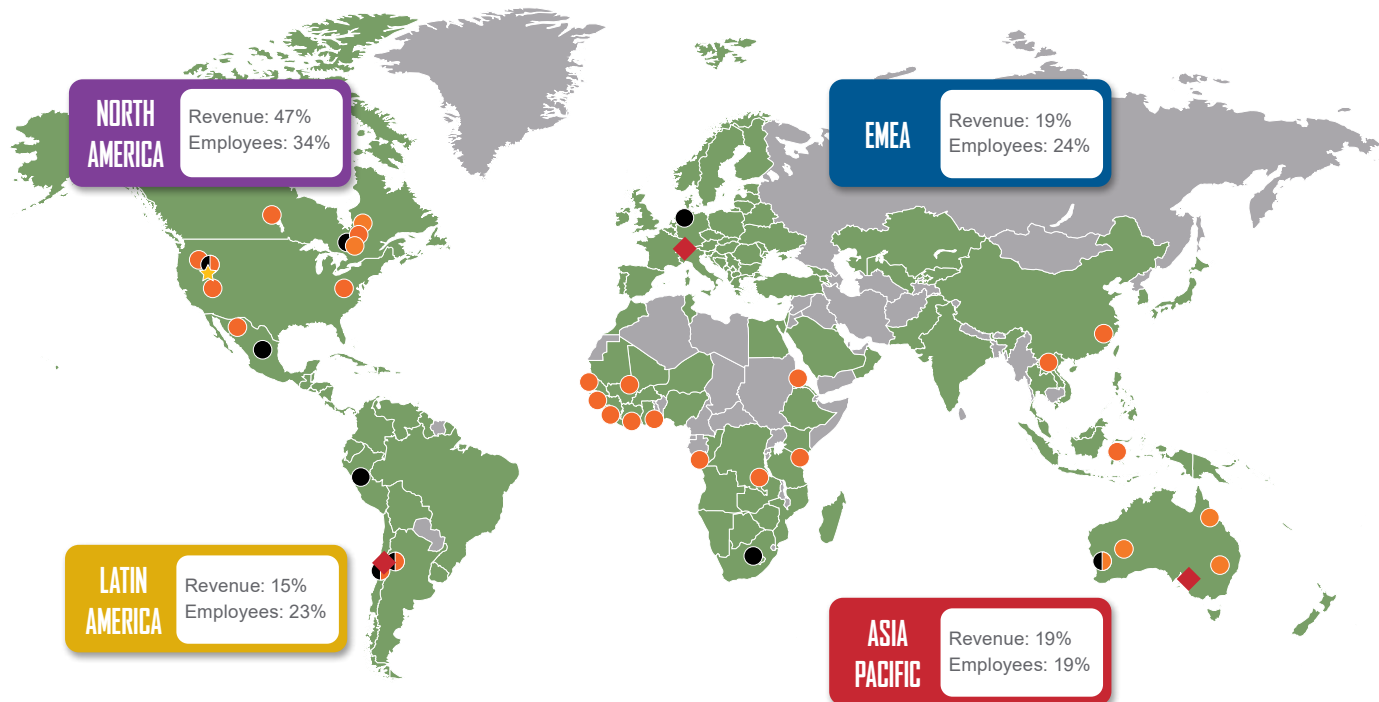 NORTH
AMERICA
Revenue: 47%
Employees: 34%
EMEA
Revenue: 19%
Employees: 24%
LATIN
AMERICA
Revenue: 15%
Employees: 23%
ASIA
PACIFIC
Revenue: 19%
Employees: 19%